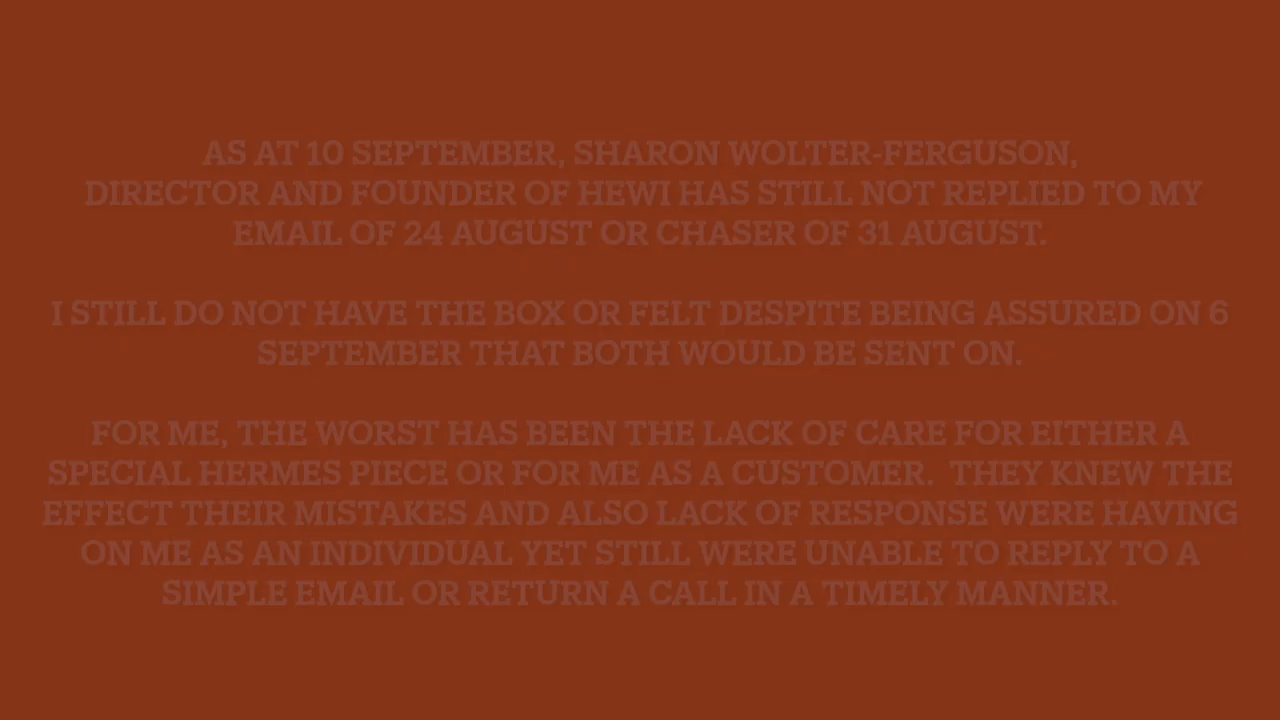 AS AT 10 SEPTEMBER, SHARON WOLTER-FERGUSON,
DIRECTOR AND FOUNDER OF HEWI HAS STILL NOT REPLIED TO MY
EMAIL OF 24 AUGUST OR CHASER OF 31 AUGUST.
I STILL DO NOT HAVE THE BOX OR FELT DESPITE BEING ASSURED ON 6
SEPTEMBER THAT BOTH WOULD BE SENT ON.
FOR ME, THE WORST HAS BEEN THE LACK OF CARE FOR EITHER A
SPECIAL HERMES PIECE OR FOR ME AS A CUSTOMER.  THEY KNEW THE
EFFECT THEIR MISTAKES AND ALSO LACK OF RESPONSE WERE HAVING
ON ME AS AN INDIVIDUAL YET STILL WERE UNABLE TO REPLY TO A
SIMPLE EMAIL OR RETURN A CALL IN A TIMELY MANNER.